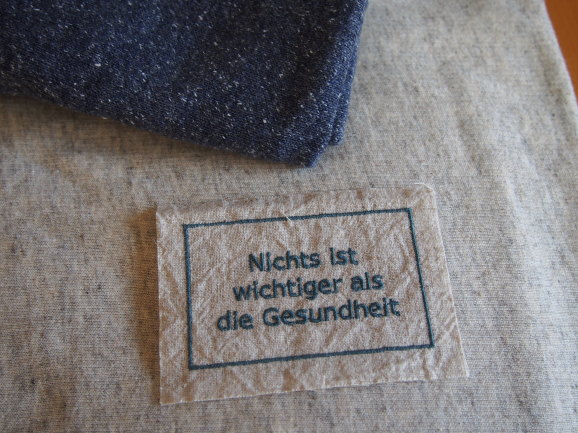 Nichts ist
wichtiger als
die Gesundheit